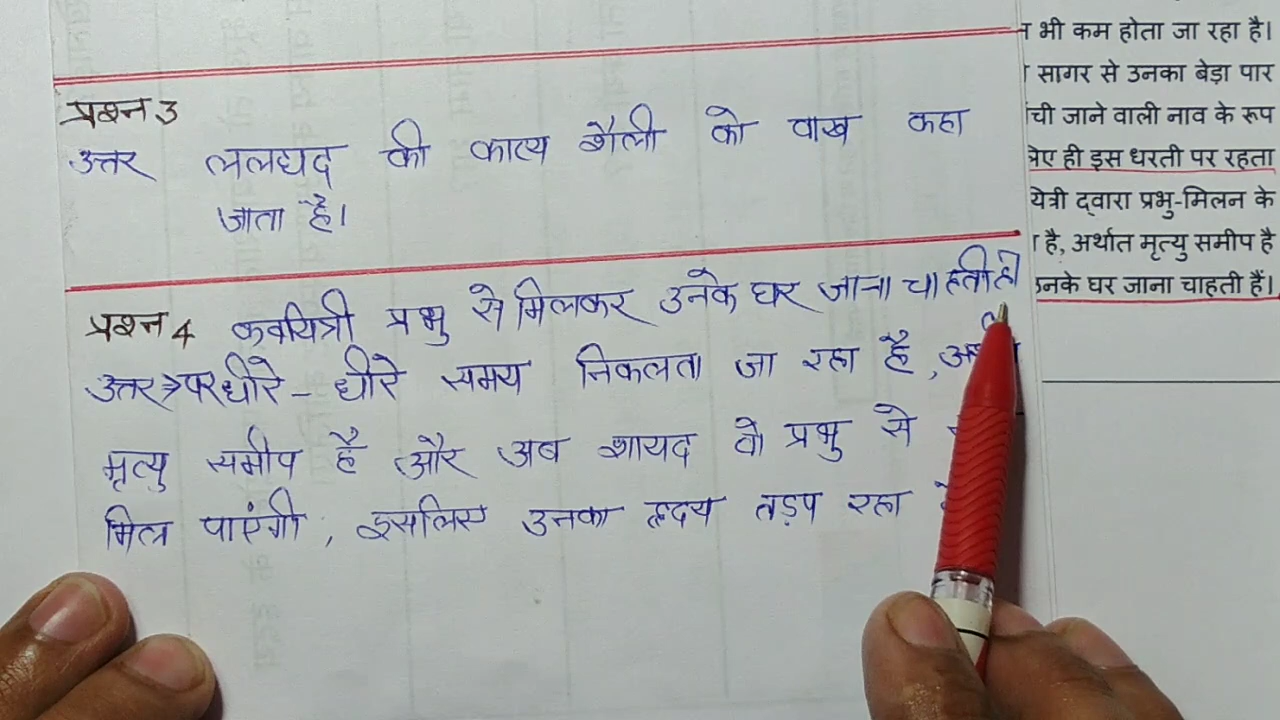 प्रश्न 3
उत्तर ललद्यद की काव्य शैली को वाख कहा
जाता है।
प्रश्न 4 कवयित्री प्रभु से मिलकर उनके घर जाना चाहती है
उत्तर→ पर धीरे - धीरे समय निकलता जा रहा है,
मृत्यु समीप है और अब शायद वो प्रभु से
मिल पाएंगी, इसलिए उनका हृदय तड़प रहा
भी कम होता जा रहा है।
सागर से उनका बेड़ा पार
जाने वाली नाव के रूप
ही इस धरती पर रहता
द्वारा प्रभु-मिलन के
है, अर्थात मृत्यु समीप है
उनके घर जाना चाहती हैं।